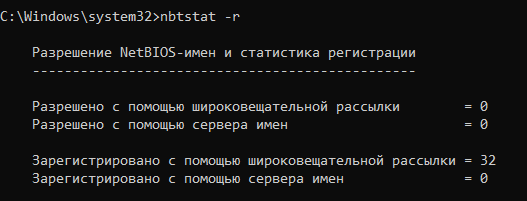 C:\Windows\system32>nbtstat -r
Разрешение NetBIOS-имен и статистика регистрации
------------------------------------------------
Разрешено с помощью широковещательной рассылки = 0
Разрешено с помощью сервера имен = 0
Зарегистрировано с помощью широковещательной рассылки = 32
Зарегистрировано с помощью сервера имен = 0